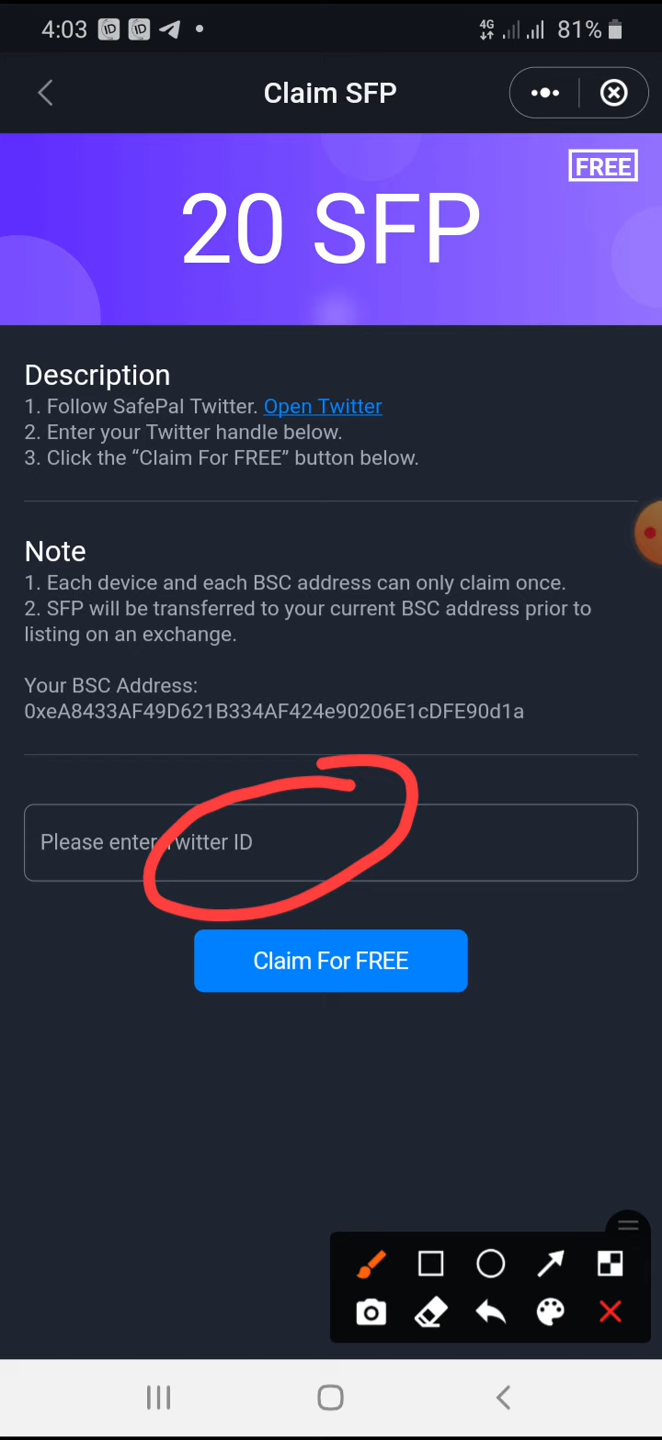 4:03
4G
81%
Claim SFP
FREE
20 SFP
Description
1. Follow SafePal Twitter. Open Twitter
2. Enter your Twitter handle below.
3. Click the “Claim For FREE” button below.
Note
1. Each device and each BSC address can only claim once.
2. SFP will be transferred to your current BSC address prior to
listing on an exchange.
Your BSC Address:
0xeA8433AF49D621B334AF424e90206E1cDFE90d1a
Please enter Twitter ID
Claim For FREE